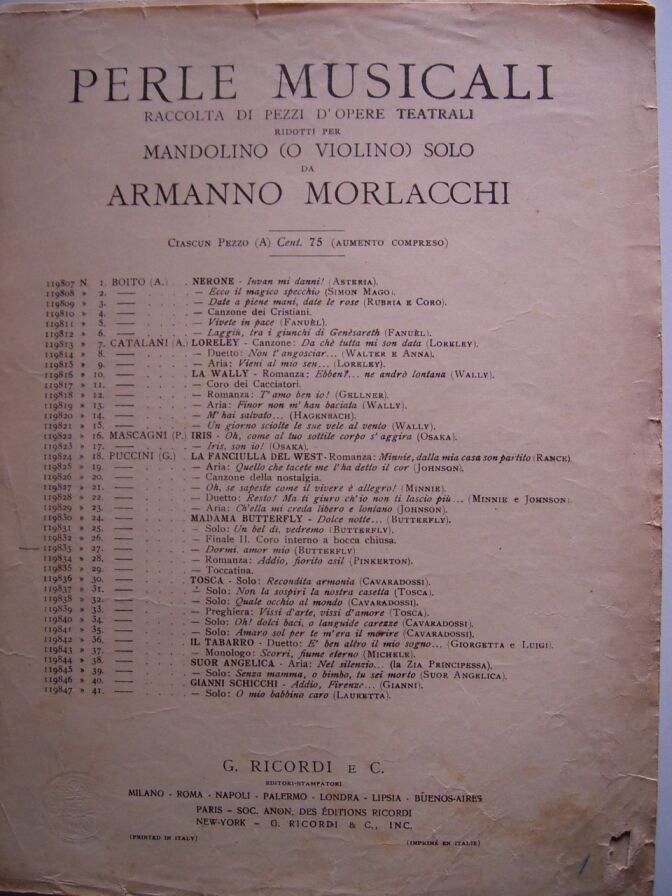 PERLE MUSICALI
RACCOLTA DI PEZZI D'OPERE TEATRALI
RIDOTTI PER
MANDOLINO (O VIOLINO) SOLO
DA
ARMANNO MORLACCHI
CIASCUN PEZZO (A) Cent. 75 (AUMENTO COMPRESO)
119807 N. 1. BOITO (A.) . NERONE - Invan mi danni! (ASTERIA).
119808 » 2. — . . . . — Ecco il magico specchio (SIMON MAGO).
119809 » 3. — . . . . — Date a piene mani, date le rose (RUBRIA E CORO).
119810 » 4. — . . . . — Canzone dei Cristiani.
119811 » 5. — . . . . — Vivete in pace (FANUÈL).
119812 » 6. — . . . . — Laggiù, tra i giunchi di Genèsareth (FANUÈL).
119813 » 7. CATALANI (A.) LORELEY - Canzone: Da chè tutta mi son data (LORELEY).
119814 » 8. — . . . . — Duetto: Non t'angosciar... (WALTER E ANNA).
119815 » 9. — . . . . — Aria: Vieni al mio sen... (LORELEY).
119816 » 10. — . . . . LA WALLY - Romanza: Ebben?... ne andrò lontana (WALLY).
119817 » 11. — . . . . — Coro dei Cacciatori.
119818 » 12. — . . . . — Romanza: T'amo ben io! (GELLNER).
119819 » 13. — . . . . — Aria: Finor non m'han baciata (WALLY).
119820 » 14. — . . . . — M'hai salvato... (HAGENBACH).
119821 » 15. — . . . . — Un giorno sciolte le sue vele al vento (WALLY).
119822 » 16. MASCAGNI (P.) IRIS - Oh, come al tuo sottile corpo s'aggira (OSAKA).
119823 » 17. — . . . . — Iris, son io! (OSAKA).
119824 » 18. PUCCINI (G.) . LA FANCIULLA DEL WEST - Romanza: Minnie, dalla mia casa son partito (RANCE).
119825 » 19. — . . . . — Aria: Quello che tacete me l'ha detto il cor (JOHNSON).
119826 » 20. — . . . . — Canzone della nostalgia.
119827 » 21. — . . . . — Oh, se sapeste come il vivere è allegro! (MINNIE).
119828 » 22. — . . . . — Duetto: Resto! Ma ti giuro ch'io non ti lascio più... (MINNIE e JOHNSON).
119829 » 23. — . . . . — Aria: Ch'ella mi creda libero e lontano (JOHNSON).
119830 » 24. — . . . . MADAMA BUTTERFLY - Dolce notte... (BUTTERFLY).
119831 » 25. — . . . . — Solo: Un bel dì, vedremo (BUTTERFLY).
119832 » 26. — . . . . — Finale II. Coro interno a bocca chiusa.
119833 » 27. — . . . . — Dormi, amor mio (BUTTERFLY)
119834 » 28. — . . . . — Romanza: Addio, fiorito asil (PINKERTON).
119835 » 29. — . . . . — Toccatina.
119836 » 30. — . . . . TOSCA - Solo: Recondita armonia (CAVARADOSSI).
119837 » 31. — . . . . — Solo: Non la sospiri la nostra casetta (TOSCA).
119838 » 32. — . . . . — Solo: Quale occhio al mondo (CAVARADOSSI).
119839 » 33. — . . . . — Preghiera: Vissi d'arte, vissi d'amore (TOSCA).
119840 » 34. — . . . . — Solo: Oh! dolci baci, o languide carezze (CAVARADOSSI).
119841 » 35. — . . . . — Solo: Amaro sol per te m'era il morire (CAVARADOSSI).
119842 » 36. — . . . . IL TABARRO - Duetto: E' ben altro il mio sogno... (GIORGETTA e LUIGI).
119843 » 37. — . . . . — Monologo: Scorri, fiume eterno (MICHELE).
119844 » 38. — . . . . SUOR ANGELICA - Aria: Nel silenzio... (la ZIA PRINCIPESSA).
119845 » 39. — . . . . — Solo: Senza mamma, o bimbo, tu sei morto (SUOR ANGELICA).
119846 » 40. — . . . . GIANNI SCHICCHI - Addio, Firenze... (GIANNI).
119847 » 41. — . . . . — Solo: O mio babbino caro (LAURETTA).
G. RICORDI E C.
EDITORI-STAMPATORI
MILANO - ROMA - NAPOLI - PALERMO - LONDRA - LIPSIA - BUENOS-AIRES
PARIS – SOC. ANON. DES ÉDITIONS RICORDI
NEW-YORK – G. RICORDI & C., INC.
(PRINTED IN ITALY)
(IMPRIMÉ EN ITALIE)